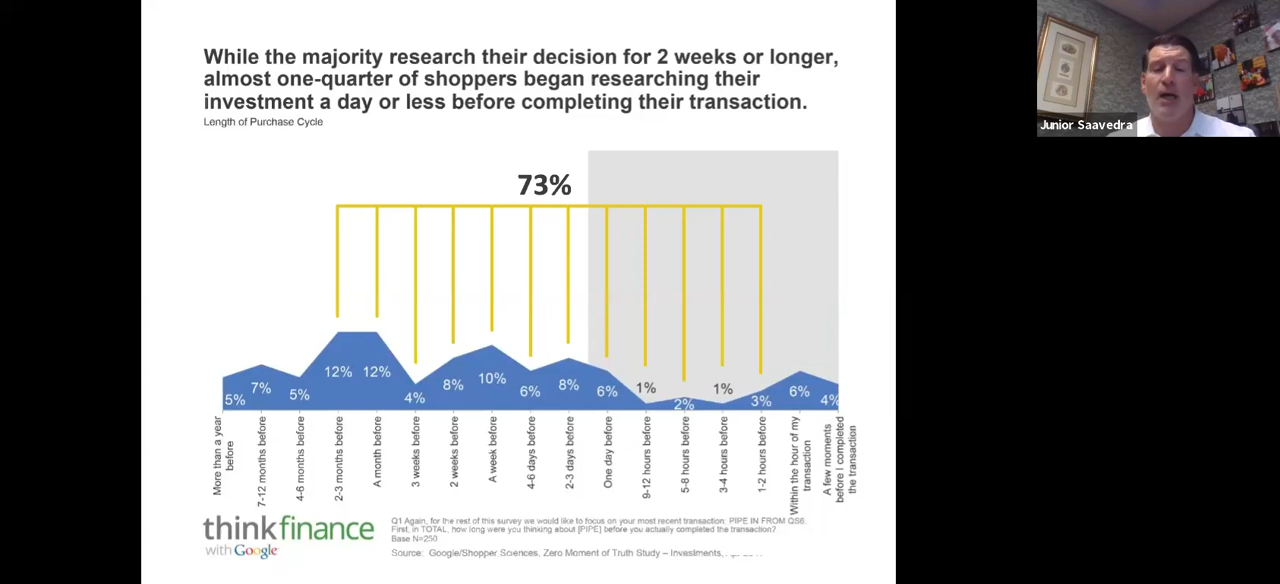 While the majority research their decision for 2 weeks or longer,
almost one-quarter of shoppers began researching their
investment a day or less before completing their transaction.
Length of Purchase Cycle
Junior Saavedra
73%
5%
7%
5%
12%
12%
4%
8%
10%
6%
8%
6%
1%
2%
1%
3%
6%
4%
More than a year
before
7-12 months before
4-6 months before
2-3 months before
A month before
3 weeks before
2 weeks before
A week before
4-6 days before
2-3 days before
One day before
9-12 hours before
5-8 hours before
3-4 hours before
1-2 hours before
Within the hour of my
transaction
A few moments
before I completed
the transaction
thinkfinance
with Google
Q1 Again, for the rest of this survey we would like to focus on your most recent transaction: PIPE IN FROM QS6.
First, in TOTAL, how long were you thinking about [PIPE] before you actually completed the transaction?
Base N=250
Source: Google/Shopper Sciences, Zero Moment of Truth Study – Investments,